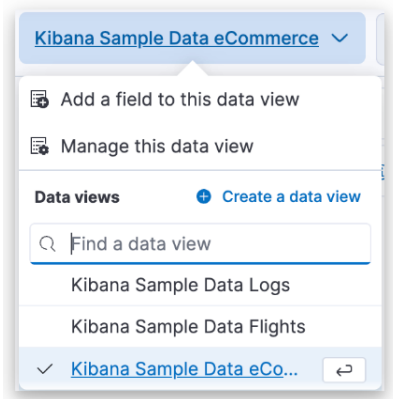 Kibana Sample Data eCommerce
Add a field to this data view
Manage this data view
Data views Create a data view
Find a data view
Kibana Sample Data Logs
Kibana Sample Data Flights
Kibana Sample Data eCo...